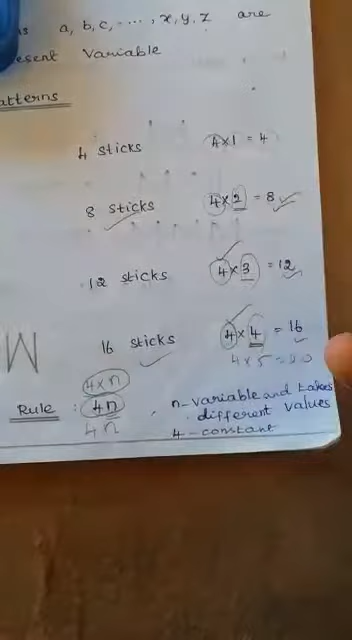 a, b, c, ...., x, y, z are
esent Variable
atterns
4 sticks 4×1 = 4
8 sticks 4×2 = 8
12 sticks 4×3 = 12
16 sticks 4×4 = 16
4×5=20
4×n
Rule : 4n , n-variable and takes
different values
4n
4-constant